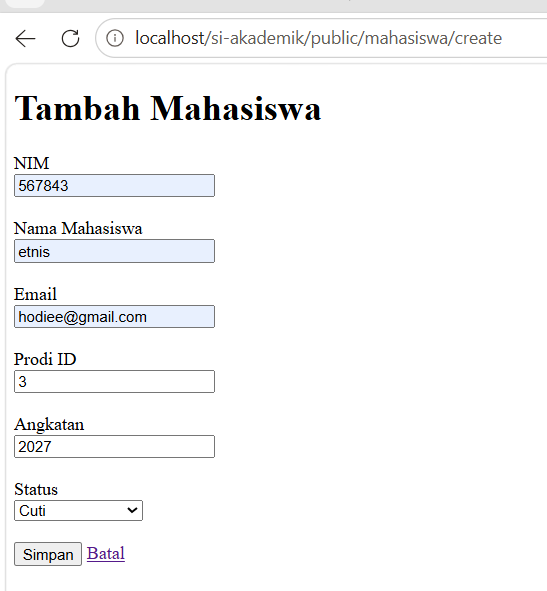 localhost/si-akademik/public/mahasiswa/create
Tambah Mahasiswa
NIM
567843
Nama Mahasiswa
etnis
Email
hodiee@gmail.com
Prodi ID
3
Angkatan
2027
Status
Cuti
Simpan Batal